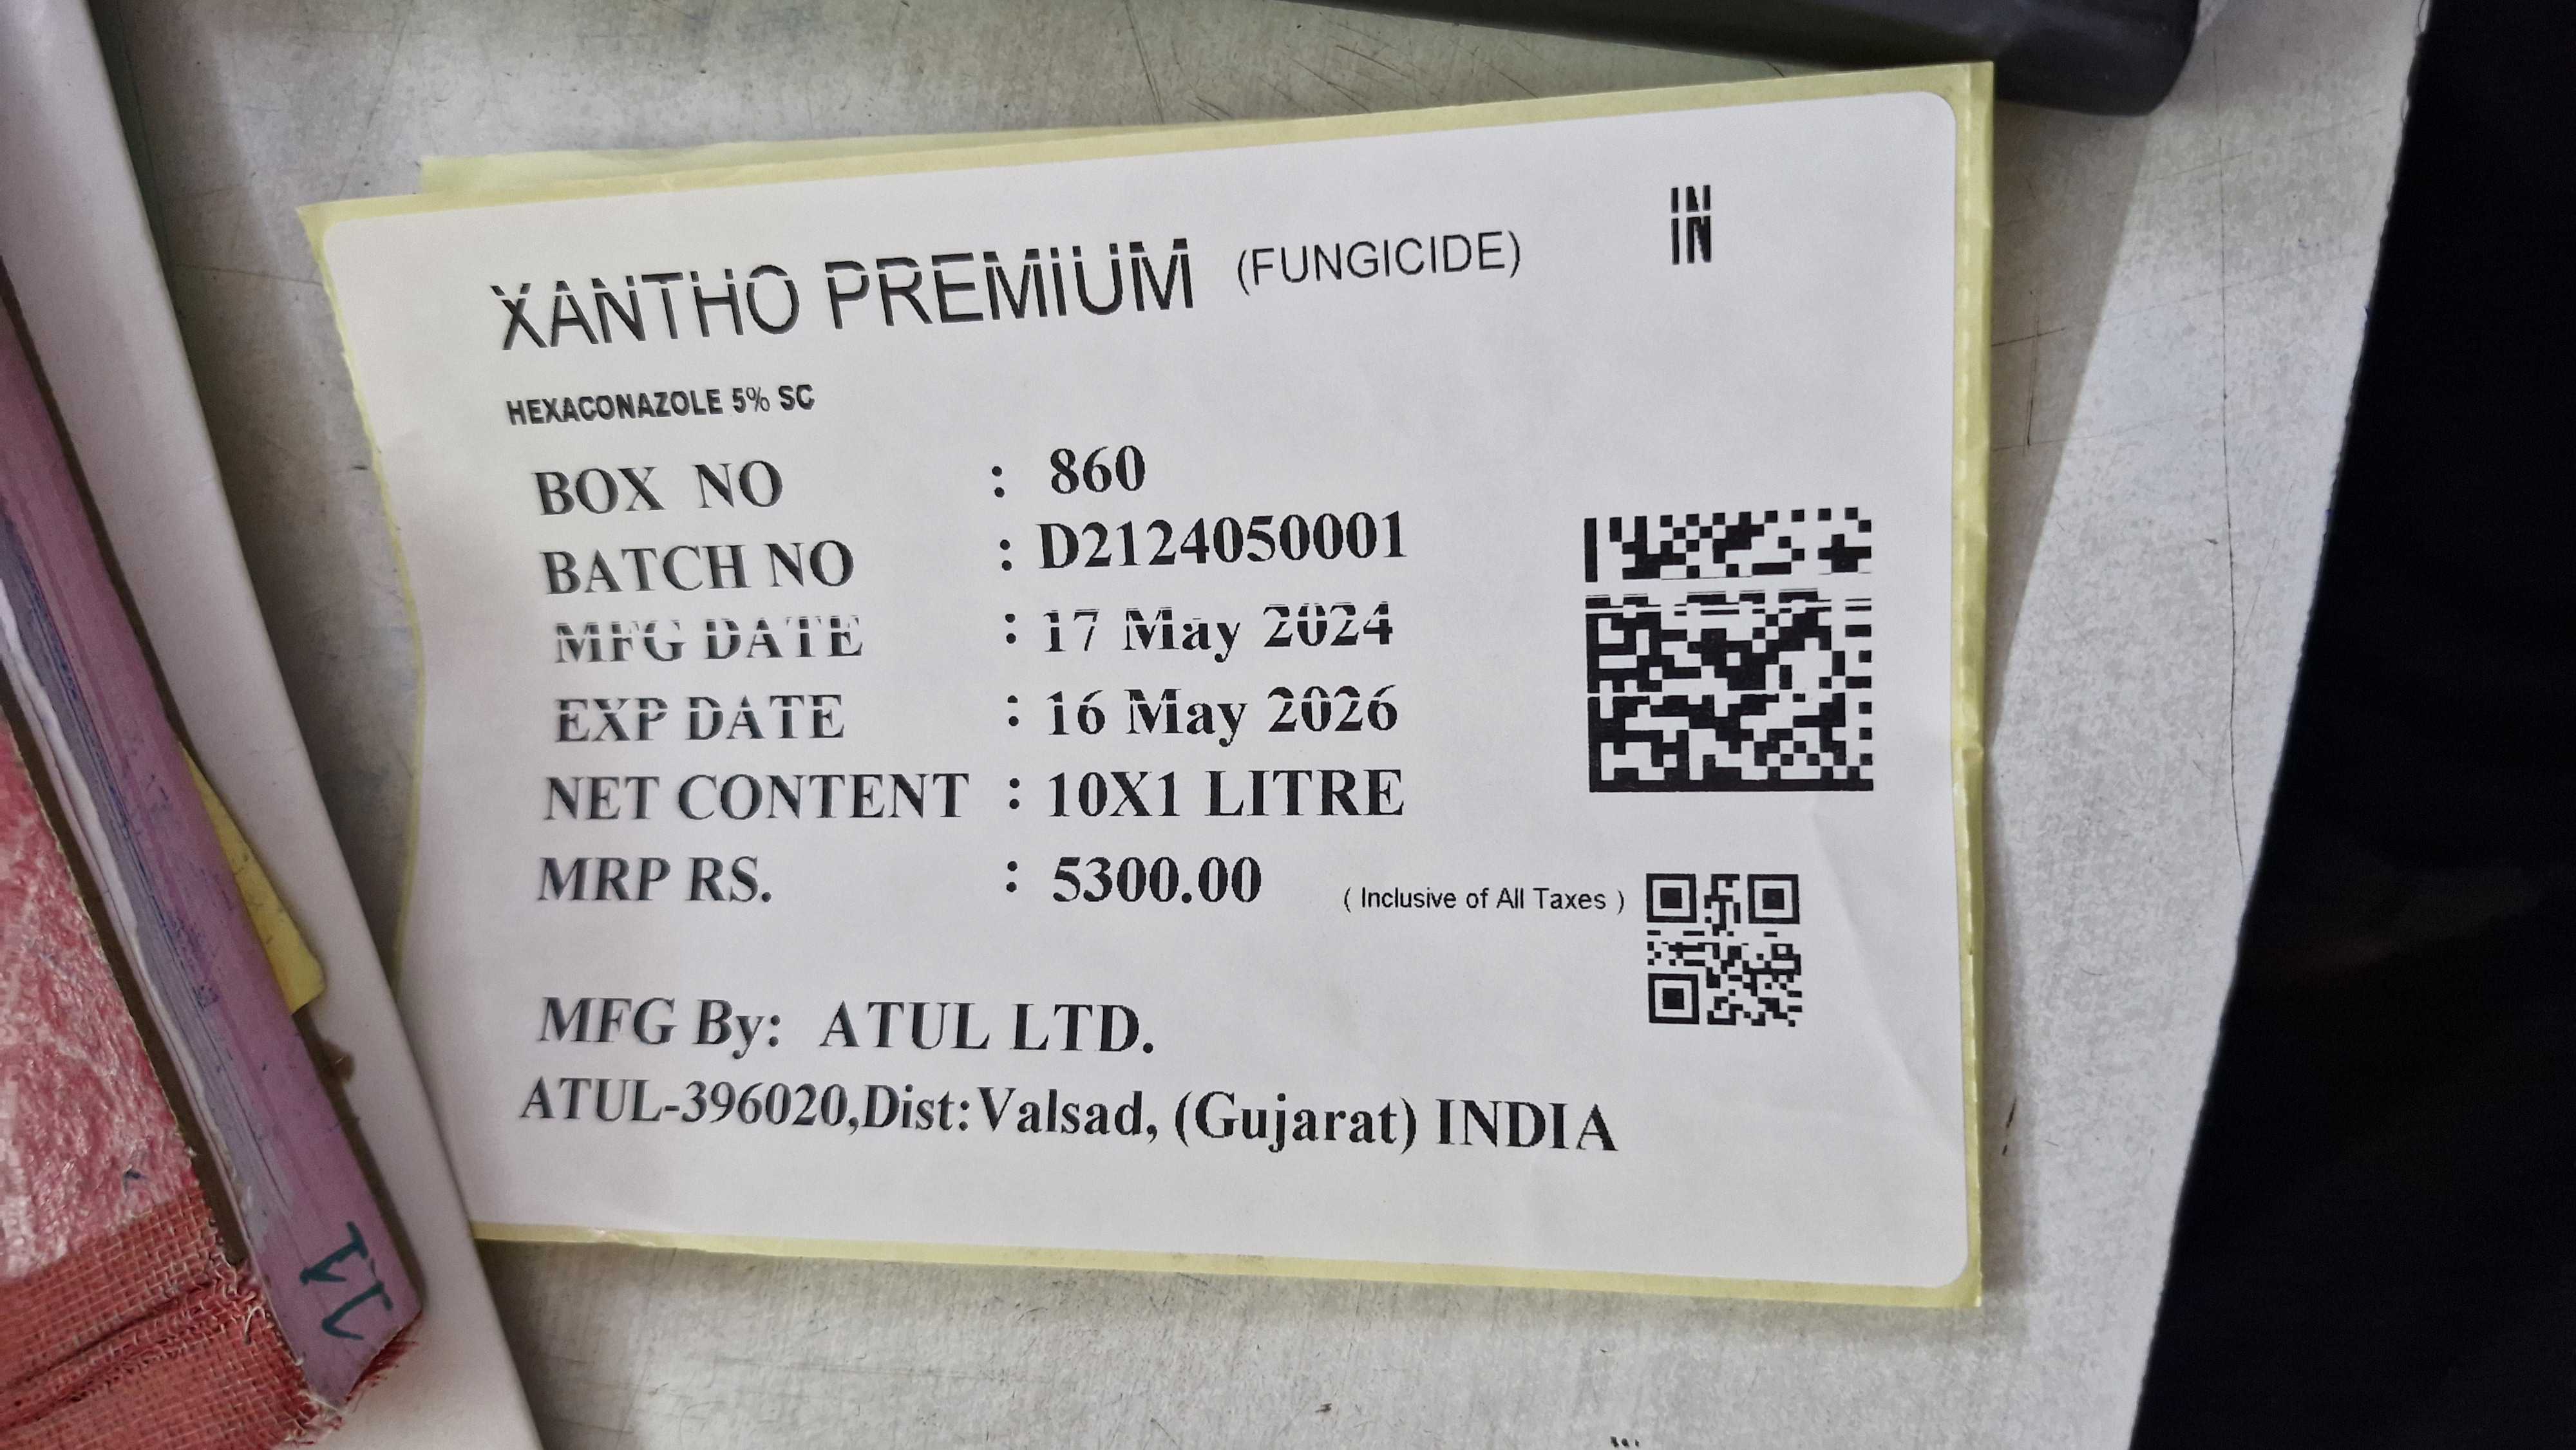 XANTHO PREMIUM (FUNGICIDE) IN
HEXACONAZOLE 5% SC
BOX NO : 860
BATCH NO : D2124050001
MFG DATE : 17 May 2024
EXP DATE : 16 May 2026
NET CONTENT : 10X1 LITRE
MRP RS. : 5300.00 ( Inclusive of All Taxes )
MFG By: ATUL LTD.
ATUL-396020,Dist:Valsad, (Gujarat) INDIA